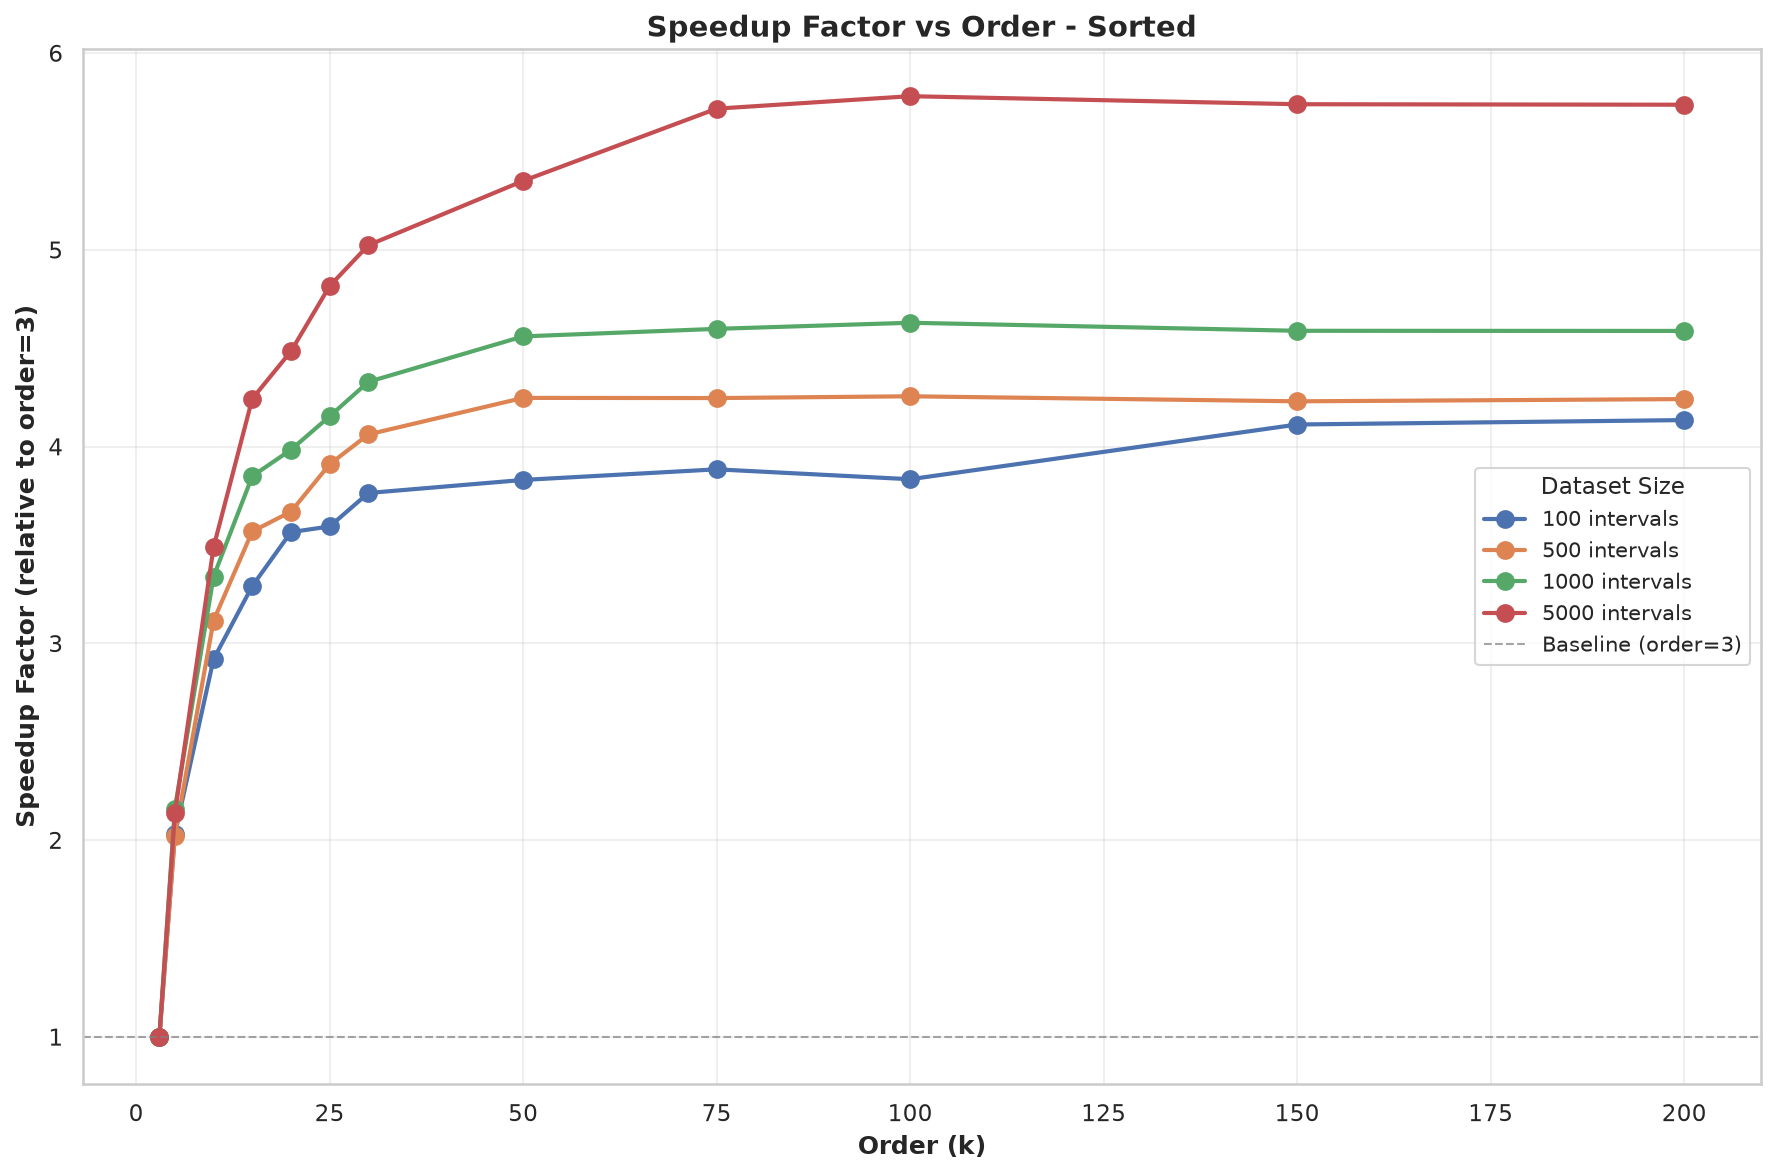 Speedup Factor vs Order - Sorted
Speedup Factor (relative to order=3)
6
5
4
3
2
1
Dataset Size
100 intervals
500 intervals
1000 intervals
5000 intervals
Baseline (order=3)
0 25 50 75 100 125 150 175 200
Order (k)